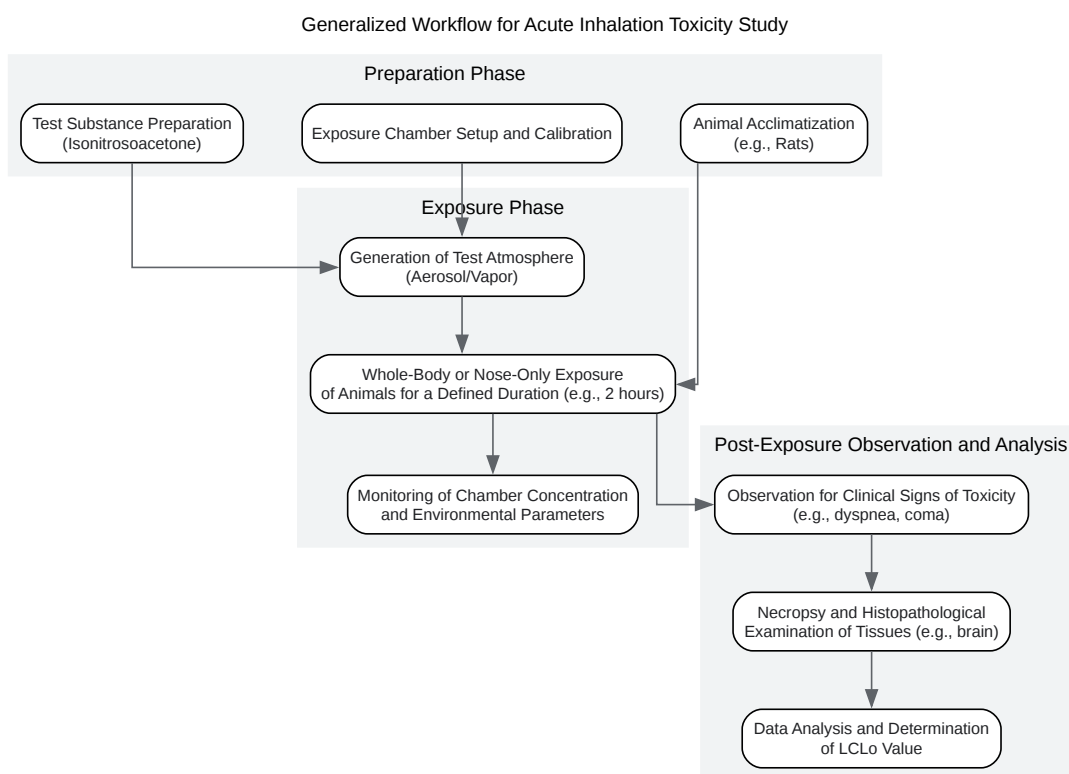 Generalized Workflow for Acute Inhalation Toxicity Study
Preparation Phase
Test Substance Preparation
(Isonitrosoacetone)
Exposure Chamber Setup and Calibration
Animal Acclimatization
(e.g., Rats)
Exposure Phase
Generation of Test Atmosphere
(Aerosol/Vapor)
Whole-Body or Nose-Only Exposure
of Animals for a Defined Duration (e.g., 2 hours)
Monitoring of Chamber Concentration
and Environmental Parameters
Post-Exposure Observation and Analysis
Observation for Clinical Signs of Toxicity
(e.g., dyspnea, coma)
Necropsy and Histopathological
Examination of Tissues (e.g., brain)
Data Analysis and Determination
of LCLo Value